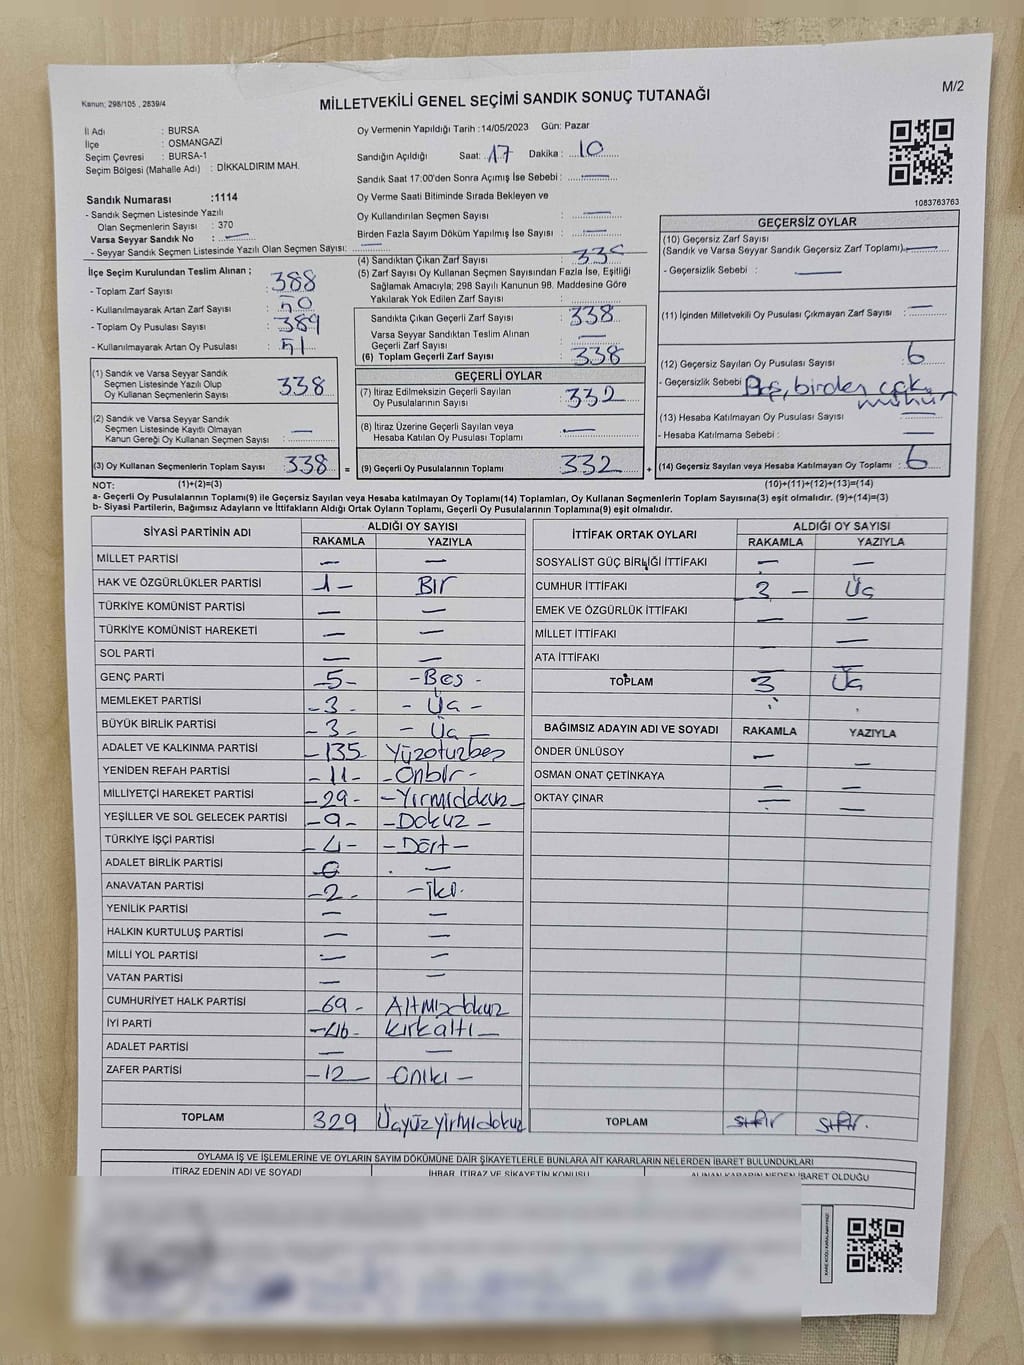 Kanun; 298/105 , 2839/4
MİLLETVEKİLİ GENEL SEÇİMİ SANDIK SONUÇ TUTANAĞI
M/2
İl Adı : BURSA
İlçe : OSMANGAZİ
Seçim Çevresi : BURSA-1
Seçim Bölgesi (Mahalle Adı) : DİKKALDIRIM MAH.
Sandık Numarası :1114
- Sandık Seçmen Listesinde Yazılı
Olan Seçmenlerin Sayısı : 370
Varsa Seyyar Sandık No : —
- Seyyar Sandık Seçmen Listesinde Yazılı Olan Seçmen Sayısı: —
Oy Vermenin Yapıldığı Tarih :14/05/2023 Gün: Pazar
Sandığın Açıldığı Saat: 17 Dakika : 10
Sandık Saat 17:00'den Sonra Açımış İse Sebebi : —
Oy Verme Saati Bitiminde Sırada Bekleyen ve
Oy Kullandırılan Seçmen Sayısı : —
Birden Fazla Sayım Döküm Yapılmış İse Sayısı : —
(4) Sandıktan Çıkan Zarf Sayısı :
(5) Zarf Sayısı Oy Kullanan Seçmen Sayısından Fazla İse, Eşitliği
Sağlamak Amacıyla; 298 Sayılı Kanunun 98. Maddesine Göre
Yakılarak Yok Edilen Zarf Sayısı :
1083763763
İlçe Seçim Kurulundan Teslim Alınan ;
- Toplam Zarf Sayısı : 388
- Kullanılmayarak Artan Zarf Sayısı : 50
- Toplam Oy Pusulası Sayısı : 389
- Kullanılmayarak Artan Oy Pusulası : 51
(1) Sandık ve Varsa Seyyar Sandık
Seçmen Listesinde Yazılı Olup
Oy Kullanan Seçmenlerin Sayısı : 338
(2) Sandık ve Varsa Seyyar Sandık
Seçmen Listesinde Kayıtlı Olmayan
Kanun Gereği Oy Kullanan Seçmen Sayısı : —
(3) Oy Kullanan Seçmenlerin Toplam Sayısı : 338
Sandıkta Çıkan Geçerli Zarf Sayısı : 338
Varsa Seyyar Sandıktan Teslim Alınan
Geçerli Zarf Sayısı : —
(6) Toplam Geçerli Zarf Sayısı : 338
GEÇERLİ OYLAR
(7) İtiraz Edilmeksizin Geçerli Sayılan
Oy Pusulalarının Sayısı : 332
(8) İtiraz Üzerine Geçerli Sayılan veya
Hesaba Katılan Oy Pusulası Toplamı : —
= (9) Geçerli Oy Pusulalarının Toplamı : 332
GEÇERSİZ OYLAR
(10) Geçersiz Zarf Sayısı
(Sandık ve Varsa Seyyar Sandık Geçersiz Zarf Toplamı) —
- Geçersizlik Sebebi : —
(11) İçinden Milletvekili Oy Pusulası Çıkmayan Zarf Sayısı : —
(12) Geçersiz Sayılan Oy Pusulası Sayısı : 6
- Geçersizlik Sebebi : Boş, birden çok
mühür
(13) Hesaba Katılmayan Oy Pusulası Sayısı : —
- Hesaba Katılmama Sebebi : —
+ (14) Geçersiz Sayılan veya Hesaba Katılmayan Oy Toplamı : 6
NOT: (1)+(2)=(3) (10)+(11)+(12)+(13)=(14)
a- Geçerli Oy Pusulalarının Toplamı(9) ile Geçersiz Sayılan veya Hesaba katılmayan Oy Toplamı(14) Toplamları, Oy Kullanan Seçmenlerin Toplam Sayısına(3) eşit olmalıdır. (9)+(14)=(3)
b- Siyasi Partilerin, Bağımsız Adayların ve İttifakların Aldığı Ortak Oyların Toplamı, Geçerli Oy Pusulalarının Toplamına(9) eşit olmalıdır.
SİYASİ PARTİNİN ADI ALDIĞI OY SAYISI
RAKAMLA YAZIYLA
MİLLET PARTİSİ — —
HAK VE ÖZGÜRLÜKLER PARTİSİ 1 - Bir
TÜRKİYE KOMÜNİST PARTİSİ — —
TÜRKİYE KOMÜNİST HAREKETİ — —
SOL PARTİ — —
GENÇ PARTİ -5- -Beş-
MEMLEKET PARTİSİ -3- -Üç-
BÜYÜK BİRLİK PARTİSİ -3- -Üç-
ADALET VE KALKINMA PARTİSİ -135 Yüzotuzbeş
YENİDEN REFAH PARTİSİ -11- -Onbir-
MİLLİYETÇİ HAREKET PARTİSİ -29- -Yirmidokuz-
YEŞİLLER VE SOL GELECEK PARTİSİ -9- -Dokuz-
TÜRKİYE İŞÇİ PARTİSİ -4- -Dört-
ADALET BİRLİK PARTİSİ —
ANAVATAN PARTİSİ -2- -iki.
YENİLİK PARTİSİ — —
HALKIN KURTULUŞ PARTİSİ — —
MİLLİ YOL PARTİSİ — —
VATAN PARTİSİ — —
CUMHURİYET HALK PARTİSİ -69- Altmışdokuz
İYİ PARTİ -46- kırkaltı-
ADALET PARTİSİ — —
ZAFER PARTİSİ -12- Oniki-
TOPLAM 329 Üçyüzyirmidokuz
İTTİFAK ORTAK OYLARI ALDIĞI OY SAYISI
RAKAMLA YAZIYLA
SOSYALİST GÜÇ BİRLİĞİ İTTİFAKI — —
CUMHUR İTTİFAKI 3 - Üç
EMEK VE ÖZGÜRLÜK İTTİFAKI — —
MİLLET İTTİFAKI —
ATA İTTİFAKI — —
TOPLAM 3 Üç
BAĞIMSIZ ADAYIN ADI VE SOYADI RAKAMLA YAZIYLA
ÖNDER ÜNLÜSOY — —
OSMAN ONAT ÇETİNKAYA — —
OKTAY ÇINAR — —
TOPLAM sıfır sıfır.
OYLAMA İŞ VE İŞLEMLERİNE VE OYLARIN SAYIM DÖKÜMÜNE DAİR ŞİKAYETLERLE BUNLARA AİT KARARLARIN NELERDEN İBARET BULUNDUKLARI
İTİRAZ EDENİN ADI VE SOYADI İHBAR, İTİRAZ VE ŞİKAYETİN KONUSU ALINAN KARARIN NEDEN İBARET OLDUĞU